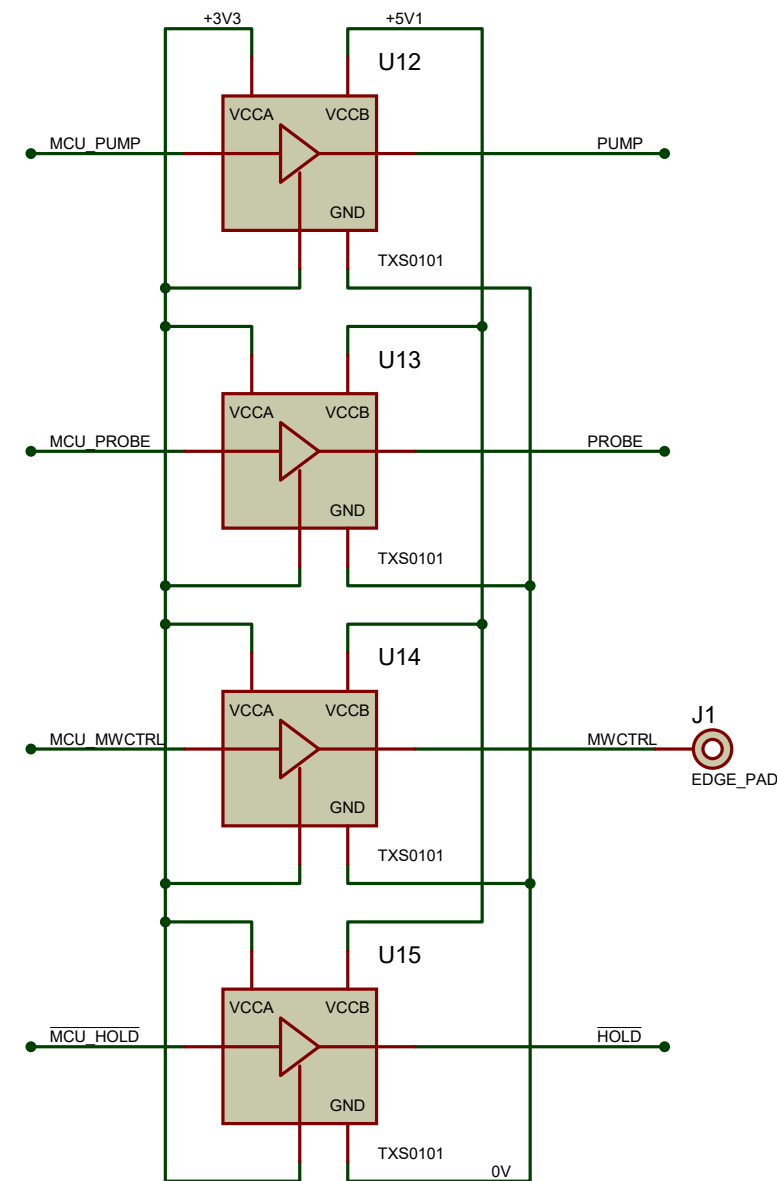 +3V3
+5V1
U12
VCCA
VCCB
MCU_PUMP
PUMP
GND
TXS0101
U13
VCCA
VCCB
MCU_PROBE
PROBE
GND
TXS0101
U14
VCCA
VCCB
J1
MCU_MWCTRL
MWCTRL
EDGE_PAD
GND
TXS0101
U15
VCCA
VCCB
MCU_HOLD
HOLD
GND
TXS0101
0V